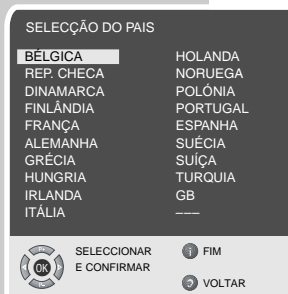 SELECÇÃO DO PAIS
BÉLGICA HOLANDA
REP. CHECA NORUEGA
DINAMARCA POLÓNIA
FINLÂNDIA PORTUGAL
FRANÇA ESPANHA
ALEMANHA SUÉCIA
GRÉCIA SUÍÇA
HUNGRIA TURQUIA
IRLANDA GB
ITÁLIA –––
SELECCIONAR
E CONFIRMAR
OK
i FIM
VOLTAR